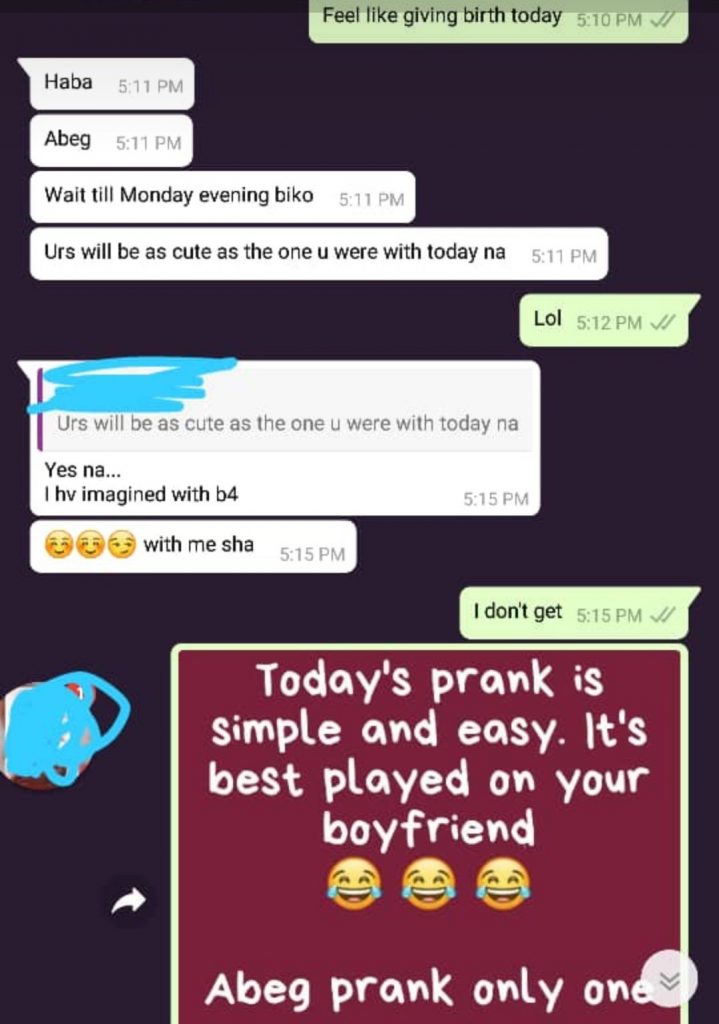 Feel like giving birth today 5:10 PM
Haba 5:11 PM
Abeg 5:11 PM
Wait till Monday evening biko 5:11 PM
Urs will be as cute as the one u were with today na 5:11 PM
Lol 5:12 PM
Urs will be as cute as the one u were with today na
Yes na...
I hv imagined with b4 5:15 PM
☺️☺️😏 with me sha 5:15 PM
I don't get 5:15 PM
Today's prank is
simple and easy. It's
best played on your
boyfriend
😂 😂 😂
Abeg prank only one